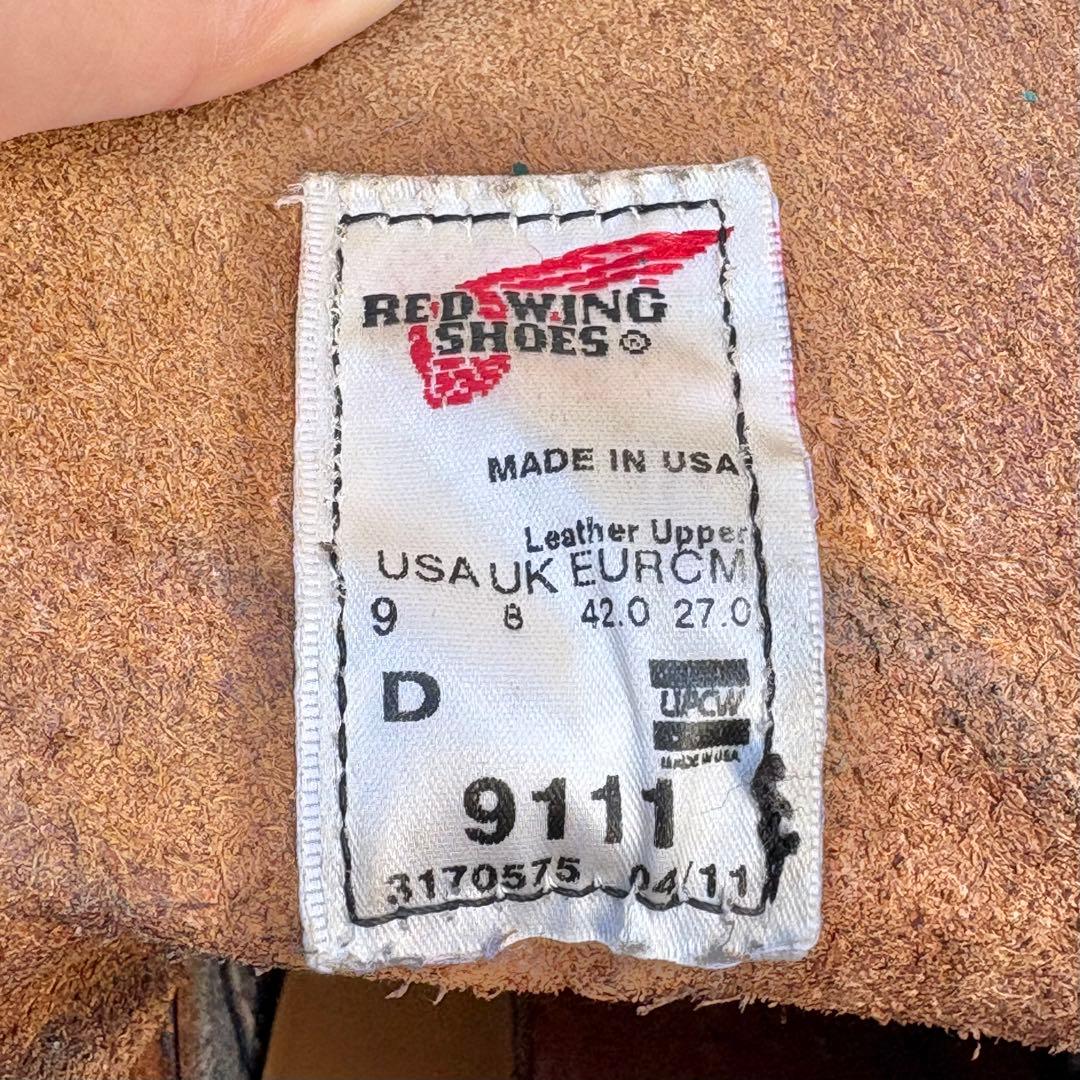 RED WING
SHOES ®
MADE IN USA
Leather Upper
USA UK EUR CM
9 8 42.0 27.0
D
UFCW
MADE IN USA
9111
3170575 04/11